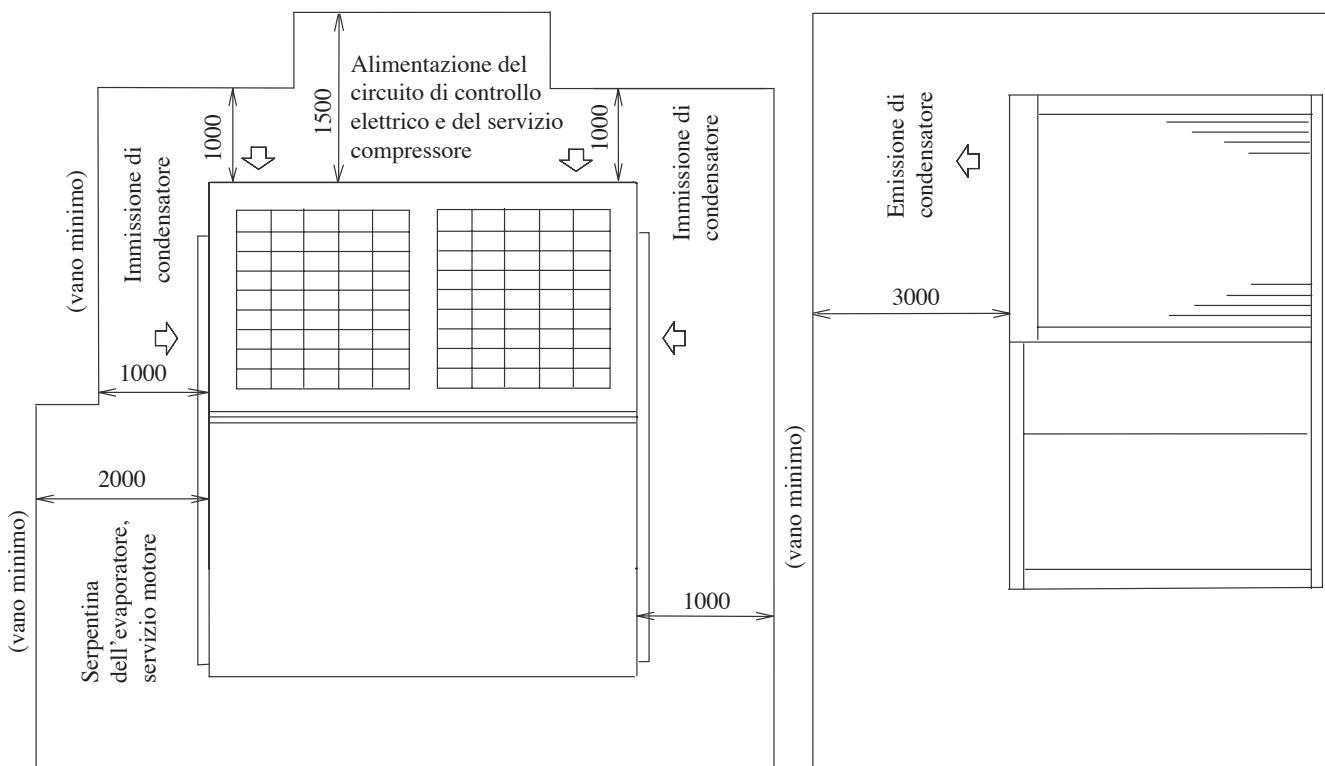 Alimentazione del
circuito di controllo
elettrico e del servizio
compressore
1500
1000
1000
(vano minimo)
Immissione di
condensatore
Immissione di
condensatore
1000
2000
(vano minimo)
Serpentina
dell'evaporatore,
servizio motore
1000
(vano minimo)
Emissione di
condensatore
3000